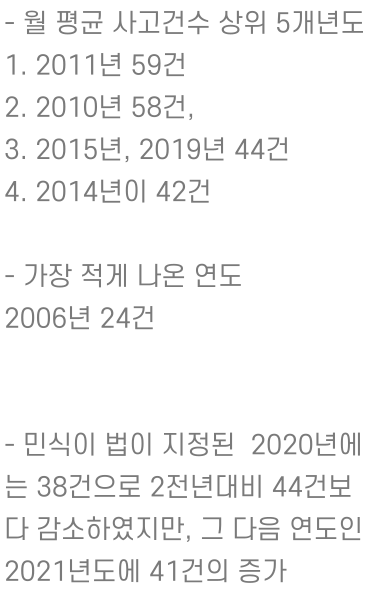 - 월 평균 사고건수 상위 5개년도
1. 2011년 59건
2. 2010년 58건,
3. 2015년, 2019년 44건
4. 2014년이 42건
- 가장 적게 나온 연도
2006년 24건
- 민식이 법이 지정된  2020년에
는 38건으로 2전년대비 44건보
다 감소하였지만, 그 다음 연도인
2021년도에 41건의 증가